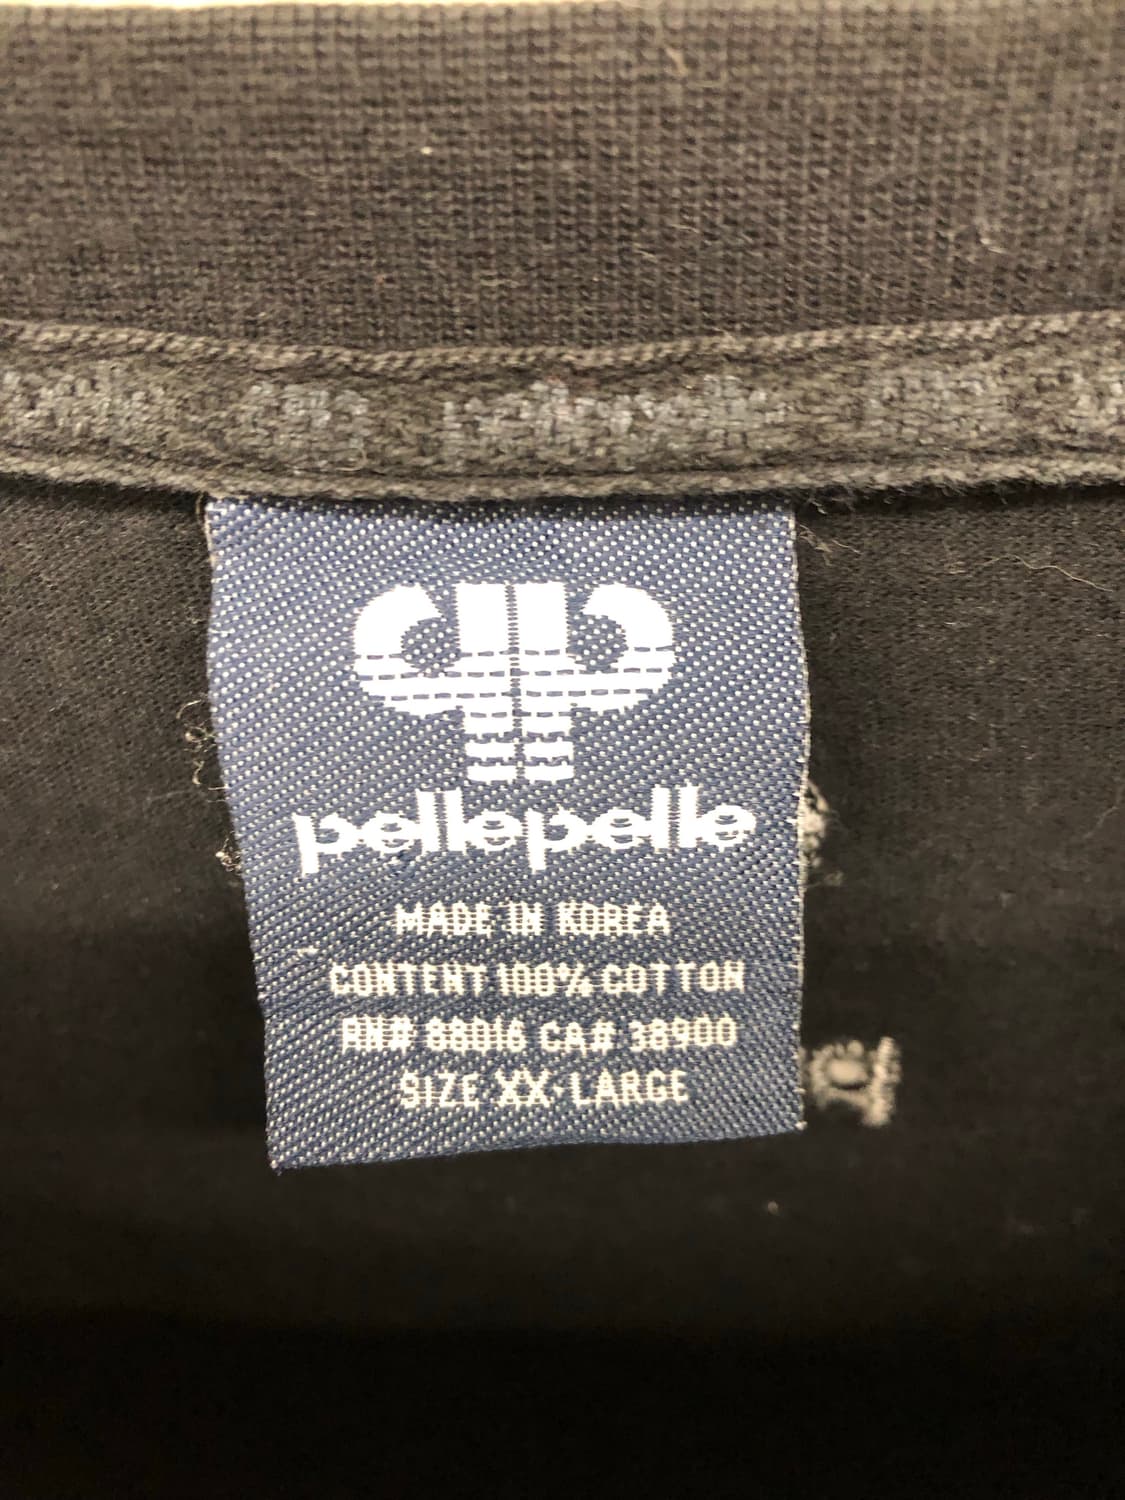 pellepelle
MADE IN KOREA
CONTENT 100% COTTON
RN# 88016 CA# 38900
SIZE XX-LARGE